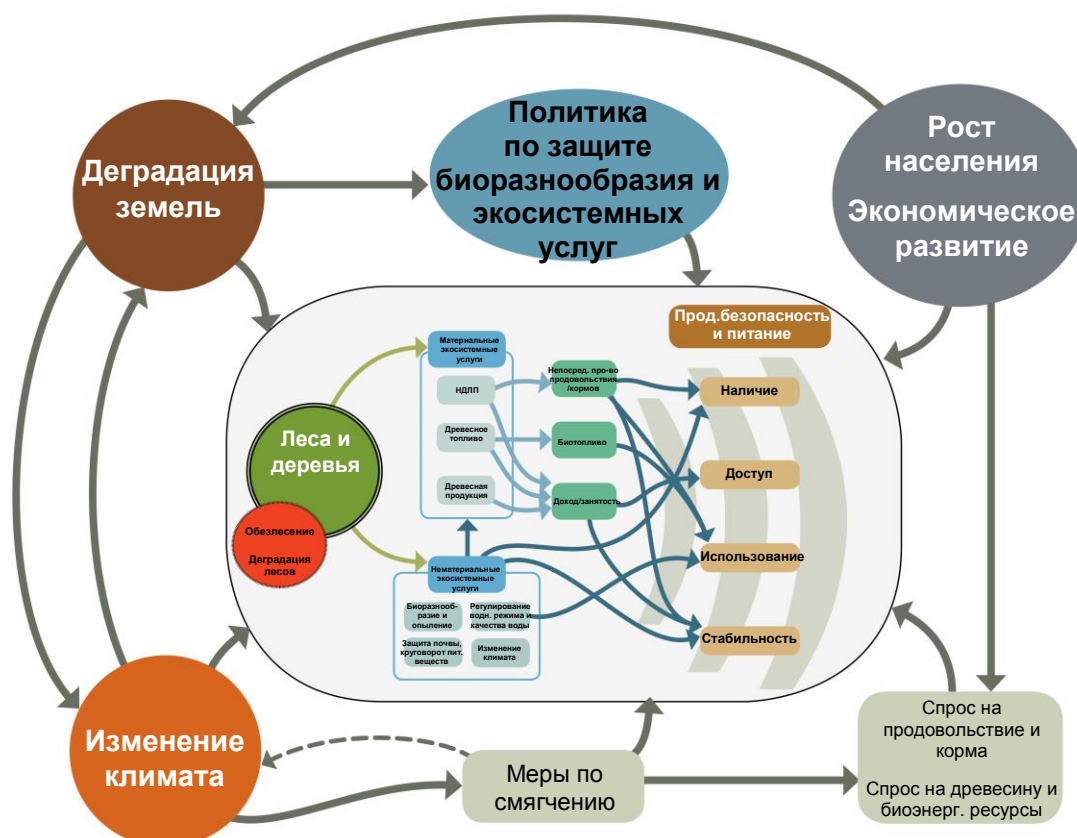 Политика
по защите
биоразнообразия и
экосистемных
услуг
Рост
населения
Экономическое
развитие
Деградация
земель
Прод.безопасность
и питание
Материальные
экосистемные
услуги
НДЛП
Древесное
топливо
Древесная
продукция
Непосред. про-во
продовольствия
/кормов
Биотопливо
Доход/занятость
Наличие
Доступ
Использование
Стабильность
Леса и
деревья
Обезлесение
Деградация
лесов
Нематериальные
экосистемные
услуги
Биоразнооб-
разие и
опыление
Регулирование
водн. режима и
качества воды
Защита почвы,
круговорот пит.
веществ
Изменение
климата
Изменение
климата
Меры по
смягчению
Спрос на
продовольствие и
корма
Спрос на древесину и
биоэнерг. ресурсы